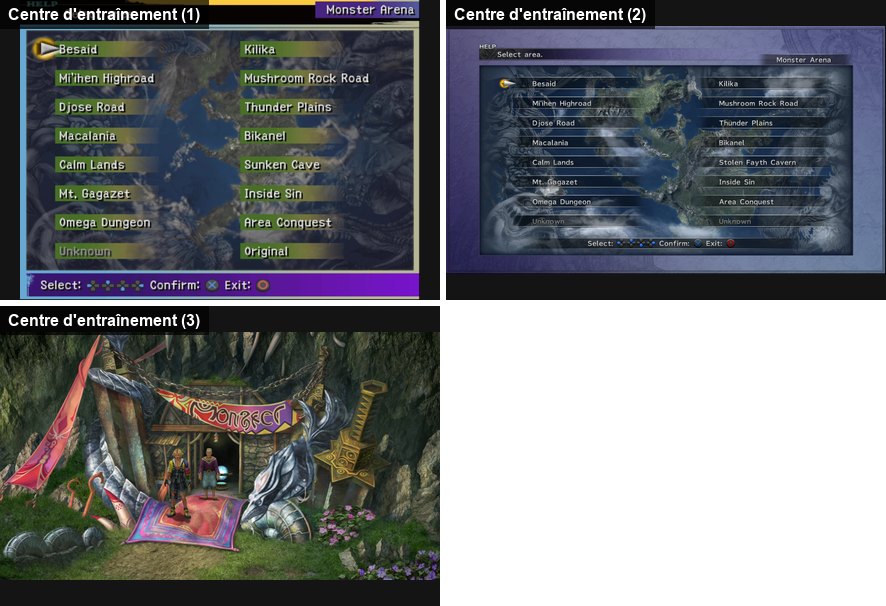 Centre d'entraînement (1)
HELP
Monster Arena
Besaid
Kilika
Mi'ihen Highroad
Mushroom Rock Road
Djose Road
Thunder Plains
Macalania
Bikanel
Calm Lands
Sunken Cave
Mt. Gagazet
Inside Sin
Omega Dungeon
Area Conquest
Unknown
Original
Select:
Confirm:
Exit:
Centre d'entraînement (2)
HELP
Select area.
Monster Arena
Besaid
Kilika
Mi'ihen Highroad
Mushroom Rock Road
Djose Road
Thunder Plains
Macalania
Bikanel
Calm Lands
Stolen Fayth Cavern
Mt. Gagazet
Inside Sin
Omega Dungeon
Area Conquest
Unknown
Unknown
Select:
Confirm:
Exit:
Centre d'entraînement (3)